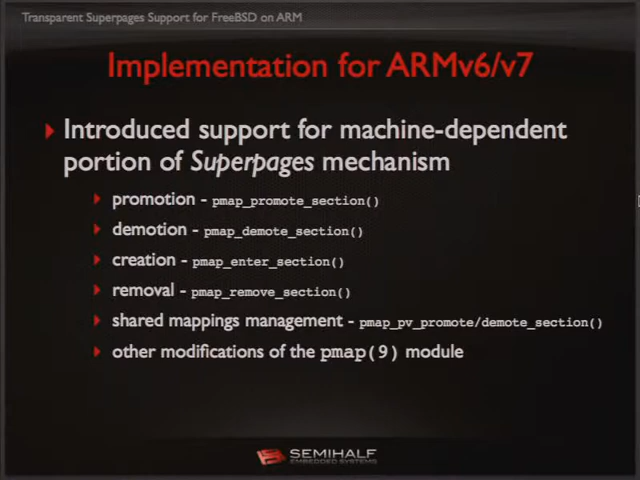 Transparent Superpages Support for FreeBSD on ARM
Implementation for ARMv6/v7
Introduced support for machine-dependent
portion of Superpages mechanism
promotion - pmap_promote_section()
demotion - pmap_demote_section()
creation - pmap_enter_section()
removal - pmap_remove_section()
shared mappings management - pmap_pv_promote/demote_section()
other modifications of the pmap(9) module
SEMIHALF
EMBEDDED SYSTEMS